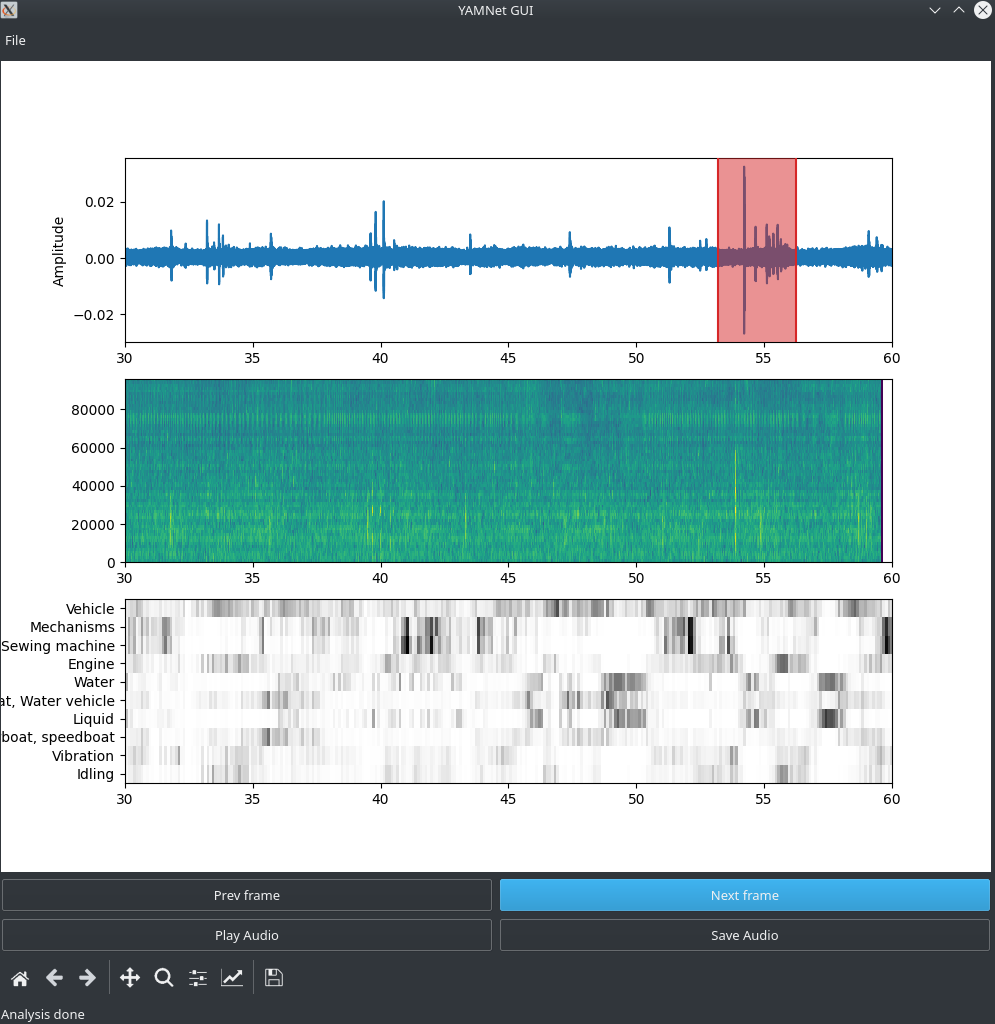 YAMNet GUI
File
Amplitude
0.02
0.00
−0.02
30 35 40 45 50 55 60
80000
60000
40000
20000
0
30 35 40 45 50 55 60
Vehicle
Mechanisms
Sewing machine
Engine
Water
at, Water vehicle
Liquid
boat, speedboat
Vibration
Idling
30 35 40 45 50 55 60
Prev frame Next frame
Play Audio Save Audio
Analysis done